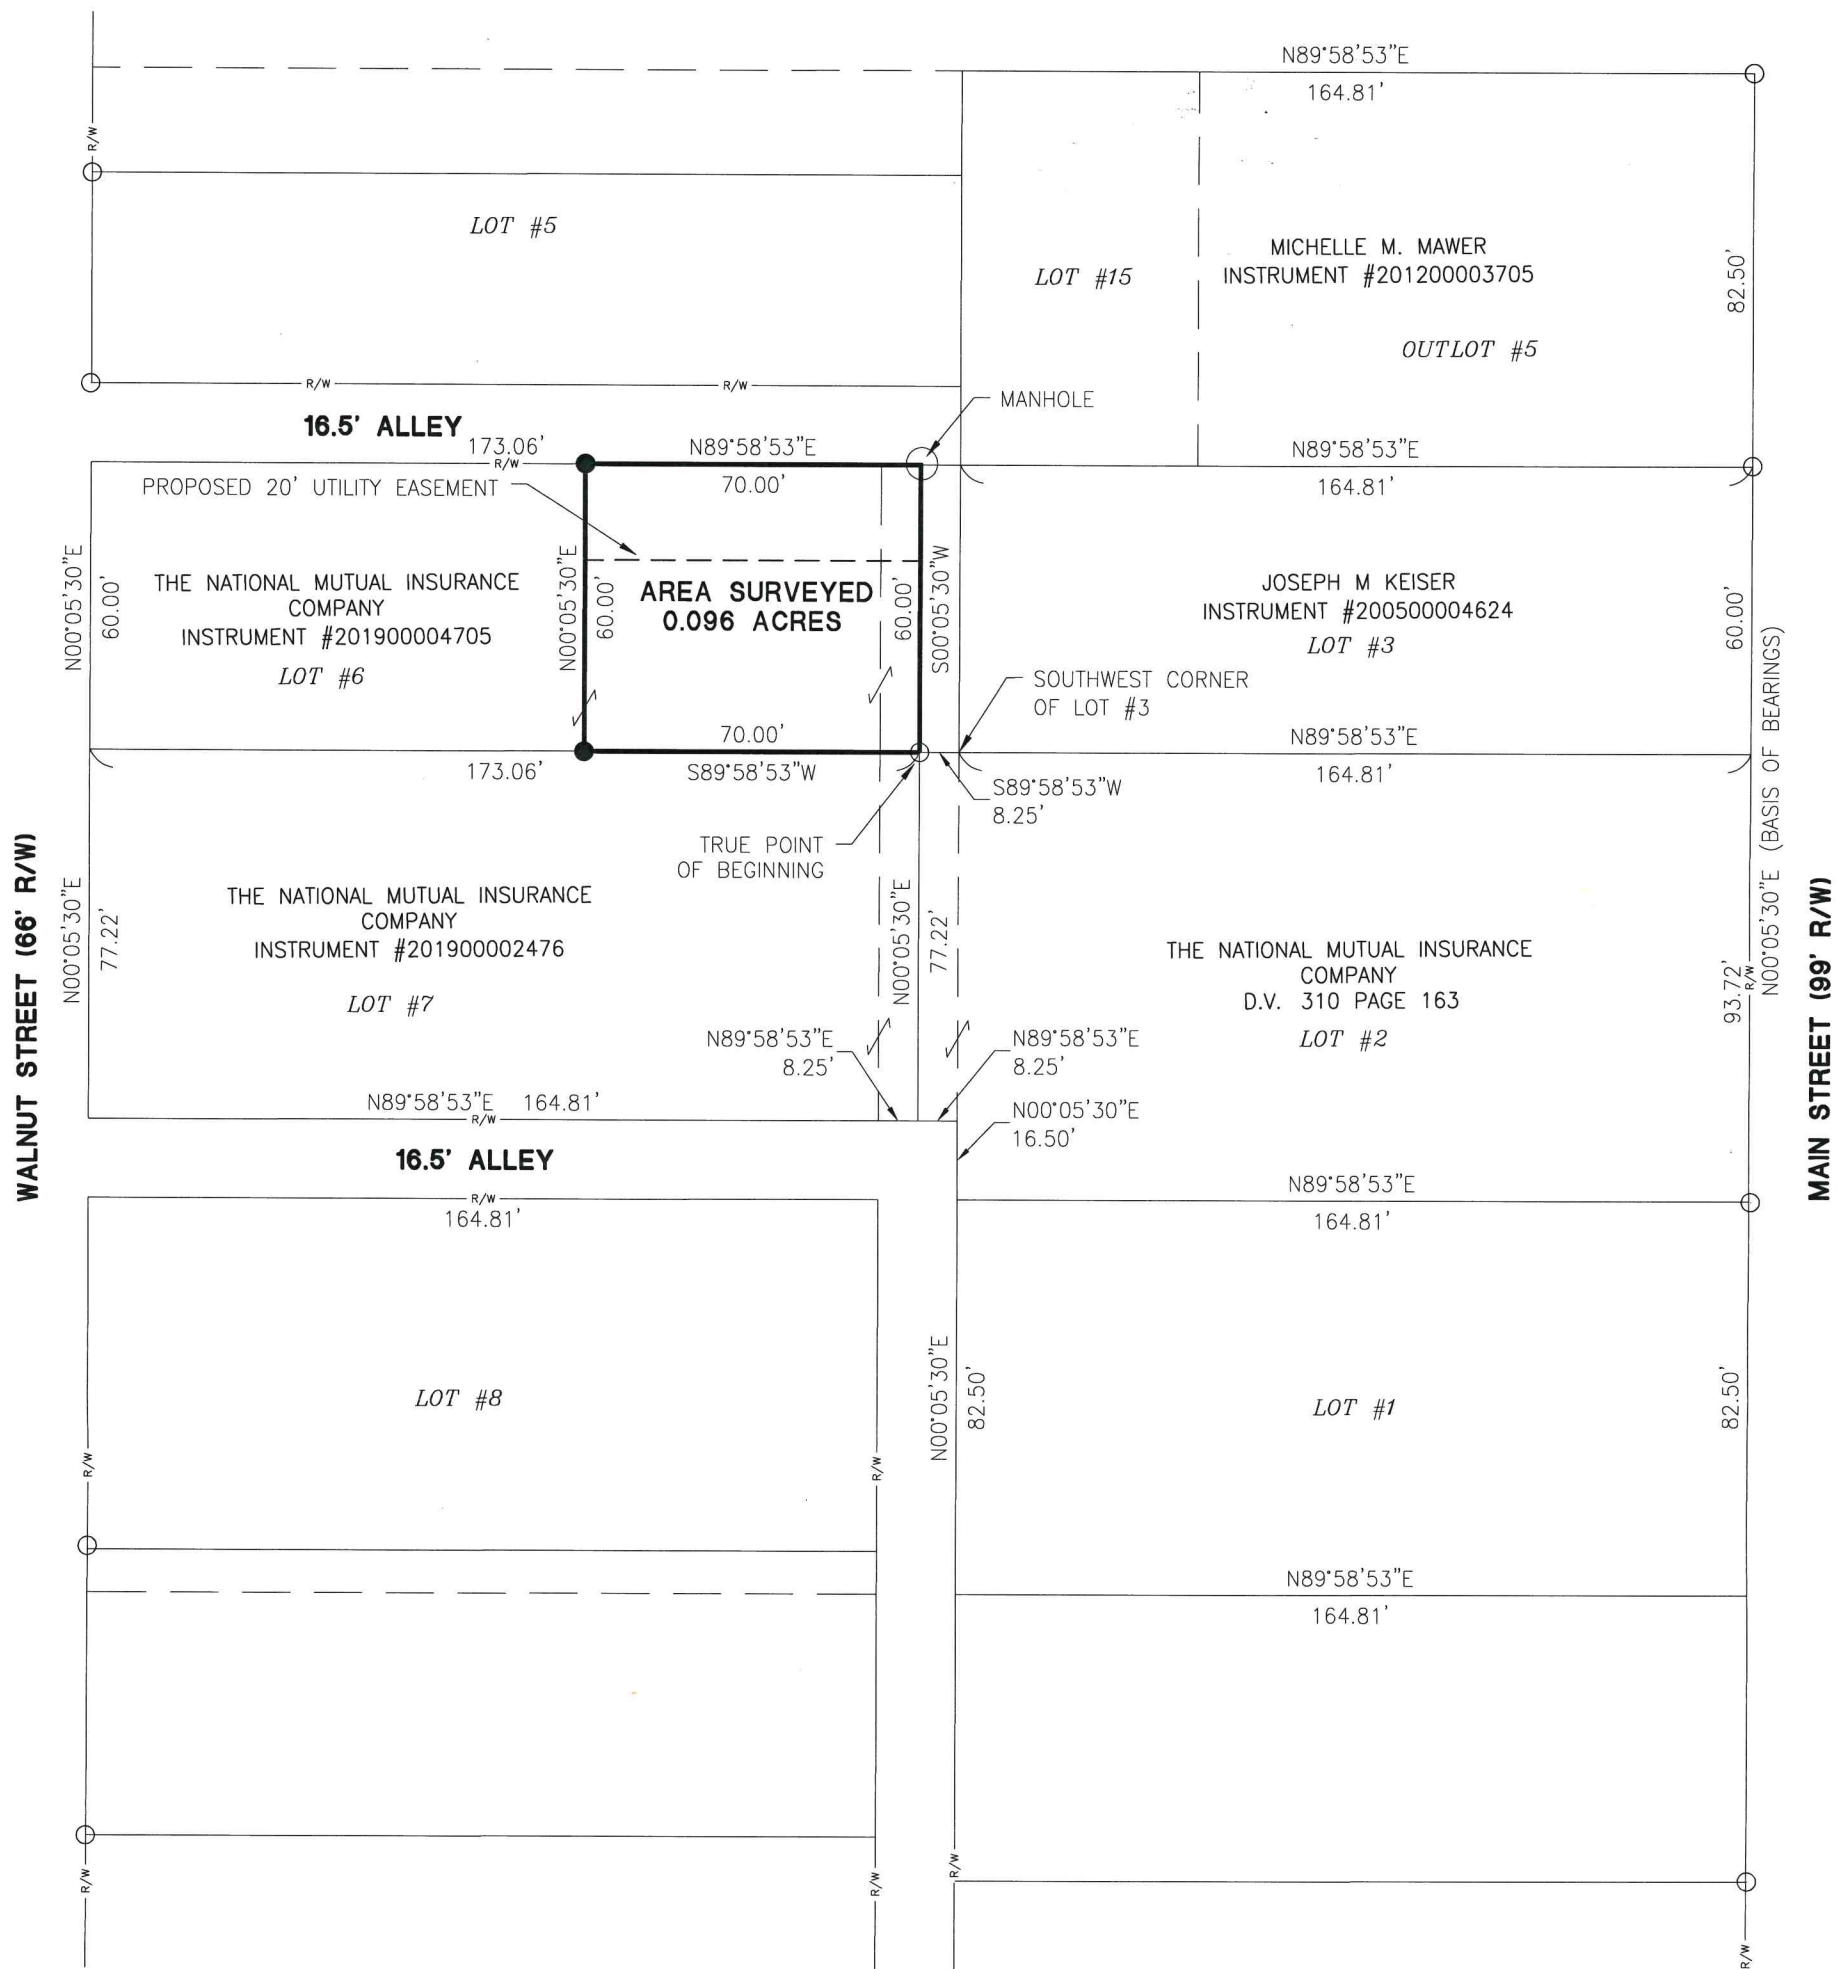 N89°58'53"E
164.81'
R/W
LOT #5
LOT #15
MICHELLE M. MAWER
INSTRUMENT #201200003705
OUTLOT #5
82.50'
R/W
R/W
MANHOLE
16.5' ALLEY
173.06'
R/W
N89°58'53"E
70.00'
N89°58'53"E
164.81'
PROPOSED 20' UTILITY EASEMENT
N00°05'30"E
60.00'
THE NATIONAL MUTUAL INSURANCE
COMPANY
INSTRUMENT #201900004705
LOT #6
N00°05'30"E
60.00'
AREA SURVEYED
0.096 ACRES
60.00'
S00°05'30"W
JOSEPH M KEISER
INSTRUMENT #200500004624
LOT #3
60.00'
SOUTHWEST CORNER
OF LOT #3
70.00'
S89°58'53"W
173.06'
N89°58'53"E
164.81'
S89°58'53"W
8.25'
TRUE POINT
OF BEGINNING
N00°05'30"E (BASIS OF BEARINGS)
WALNUT STREET (66' R/W)
N00°05'30"E
77.22'
THE NATIONAL MUTUAL INSURANCE
COMPANY
INSTRUMENT #201900002476
LOT #7
N00°05'30"E
77.22'
THE NATIONAL MUTUAL INSURANCE
COMPANY
D.V. 310 PAGE 163
LOT #2
93.72'
R/W
MAIN STREET (99' R/W)
N89°58'53"E
8.25'
N89°58'53"E
8.25'
N89°58'53"E 164.81'
R/W
N00°05'30"E
16.50'
16.5' ALLEY
R/W
164.81'
N89°58'53"E
164.81'
LOT #8
N00°05'30"E
82.50'
LOT #1
82.50'
R/W
R/W
N89°58'53"E
164.81'
R/W
R/W
R/W
R/W